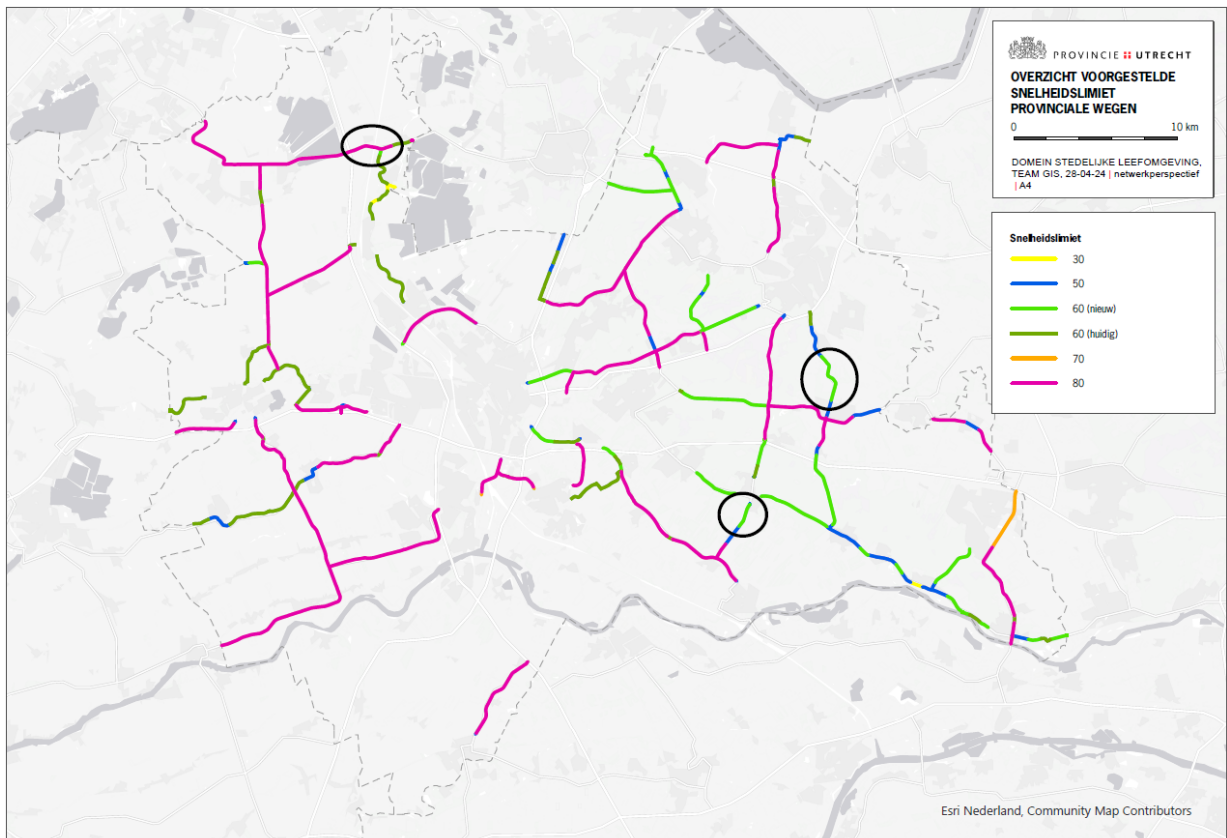 PROVINCIE UTRECHT
OVERZICHT VOORGESTELDE
SNELHEIDSLIMIET
PROVINCIALE WEGEN
0 10 km
DOMEIN STEDELIJKE LEEFOMGEVING,
TEAM GIS, 28-04-24 | netwerkperspectief
| A4
Snelheidslimiet
30
50
60 (nieuw)
60 (huidig)
70
80
Esri Nederland, Community Map Contributors